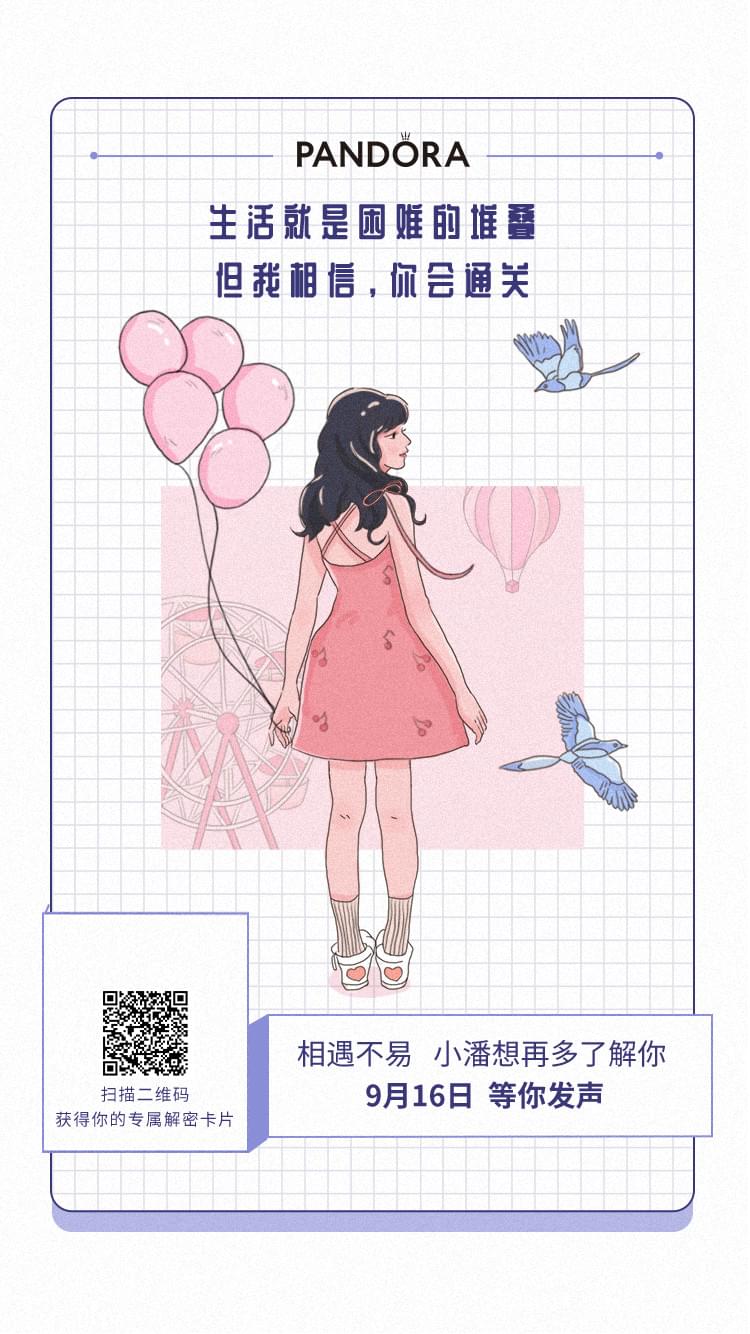 PANDORA
生活就是困难的堆叠
但我相信,你会通关
扫描二维码
获得你的专属解密卡片
相遇不易 小潘想再多了解你
9月16日 等你发声